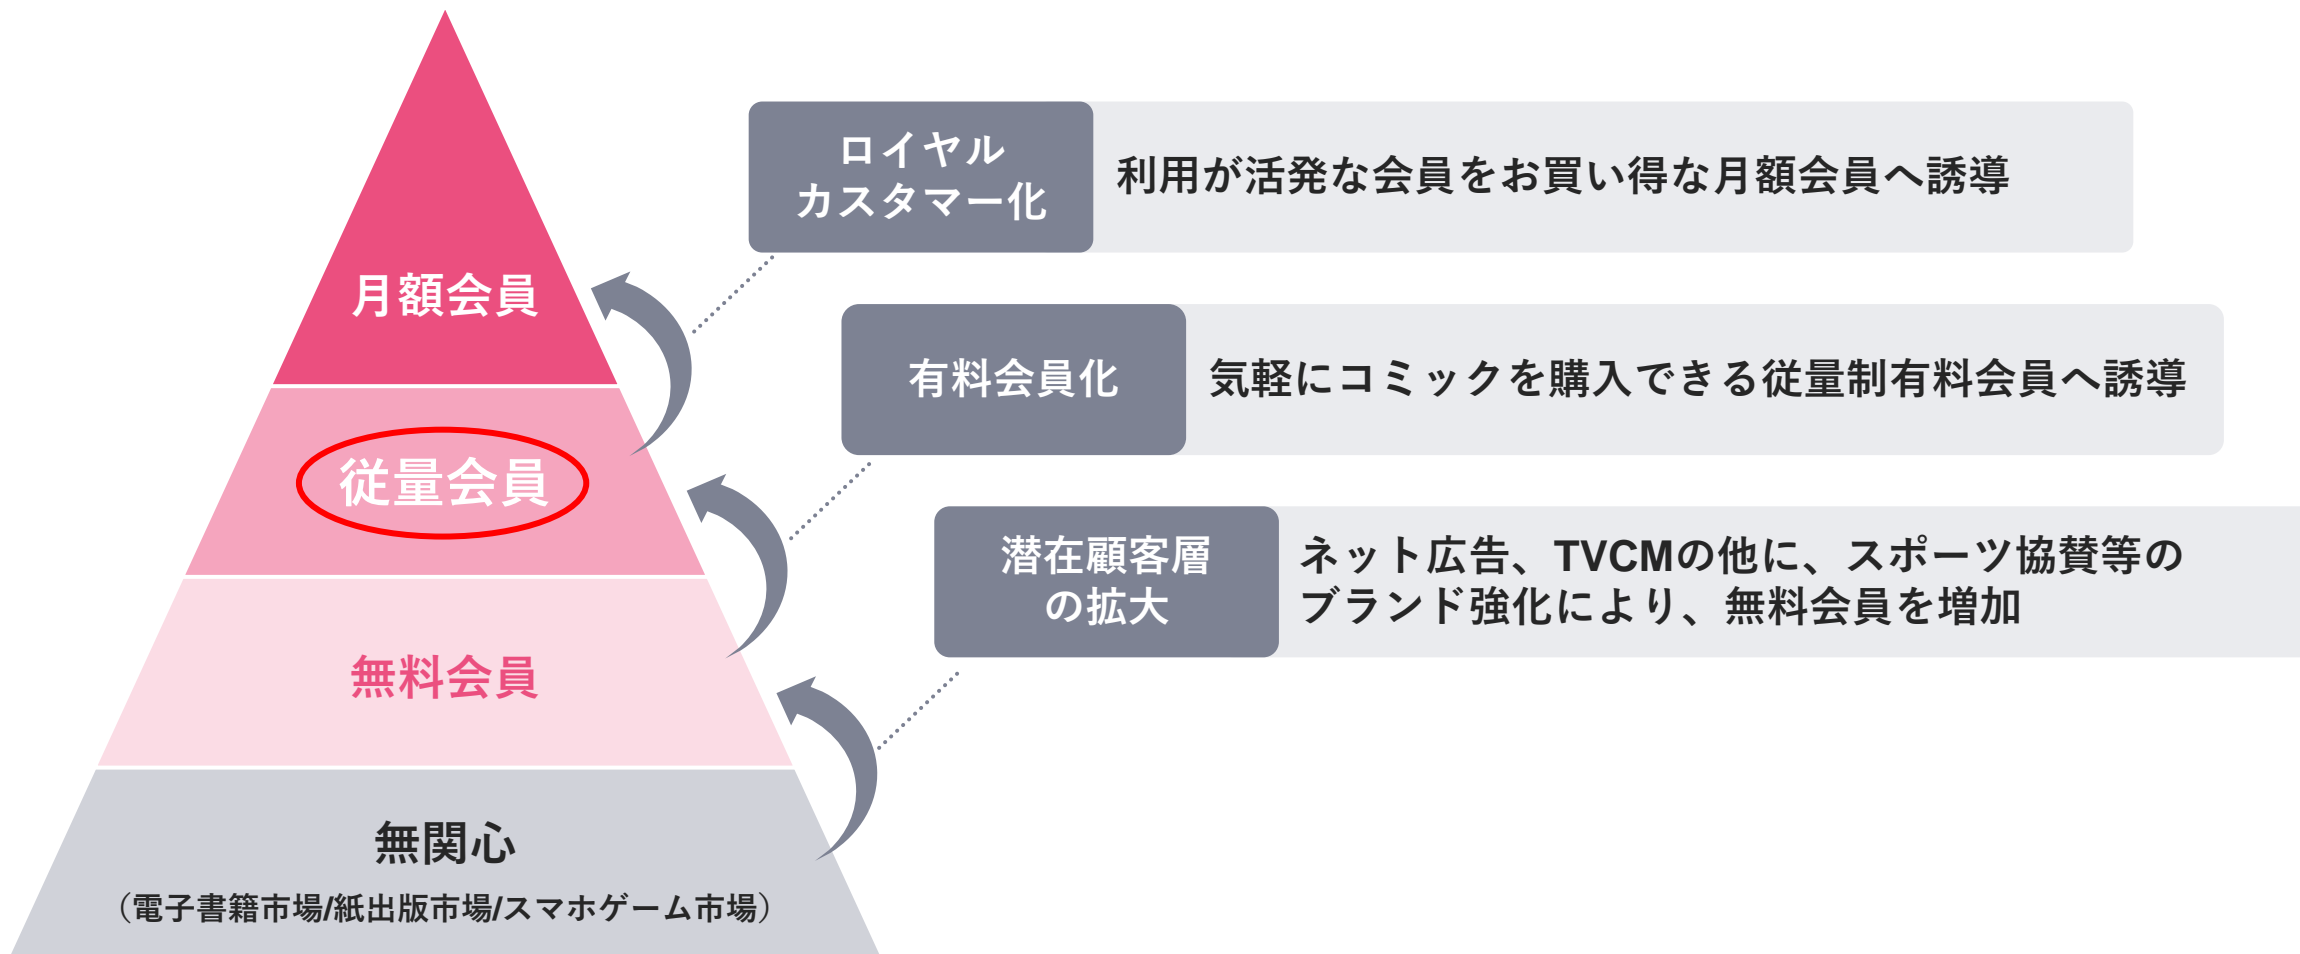 ロイヤル
カスタマー化
利用が活発な会員をお買い得な月額会員へ誘導
月額会員
有料会員化
気軽にコミックを購入できる従量制有料会員へ誘導
従量会員
潜在顧客層
の拡大
ネット広告、TVCMの他に、スポーツ協賛等の
ブランド強化により、無料会員を増加
無料会員
無関心
（電子書籍市場/紙出版市場/スマホゲーム市場）